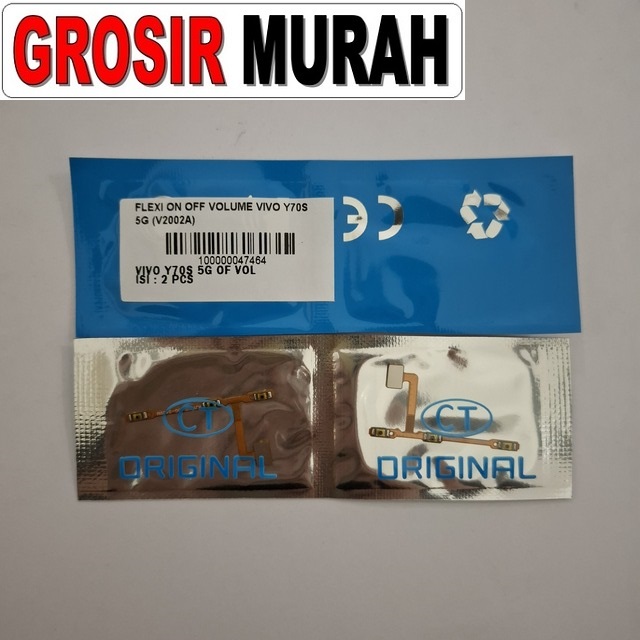 GROSIR MURAH
FLEXI ON OFF VOLUME VIVO Y70S
5G (V2002A)
100000047464
VIVO Y70S 5G OF VOL
ISI : 2 PCS
CE
CT
ORIGINAL
CT
ORIGINAL